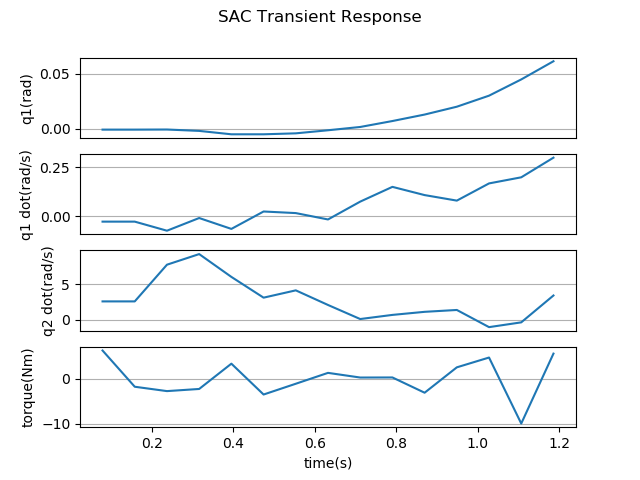 SAC Transient Response
q1(rad)
0.05
0.00
q1 dot(rad/s)
0.25
0.00
q2 dot(rad/s)
5
0
torque(Nm)
0
−10
0.2 0.4 0.6 0.8 1.0 1.2
time(s)